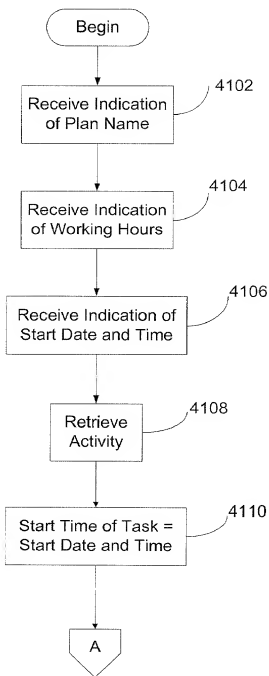 Begin
4102
Receive Indication
of Plan Name
4104
Receive Indication
of Working Hours
4106
Receive Indication of
Start Date and Time
4108
Retrieve
Activity
4110
Start Time of Task =
Start Date and Time
A